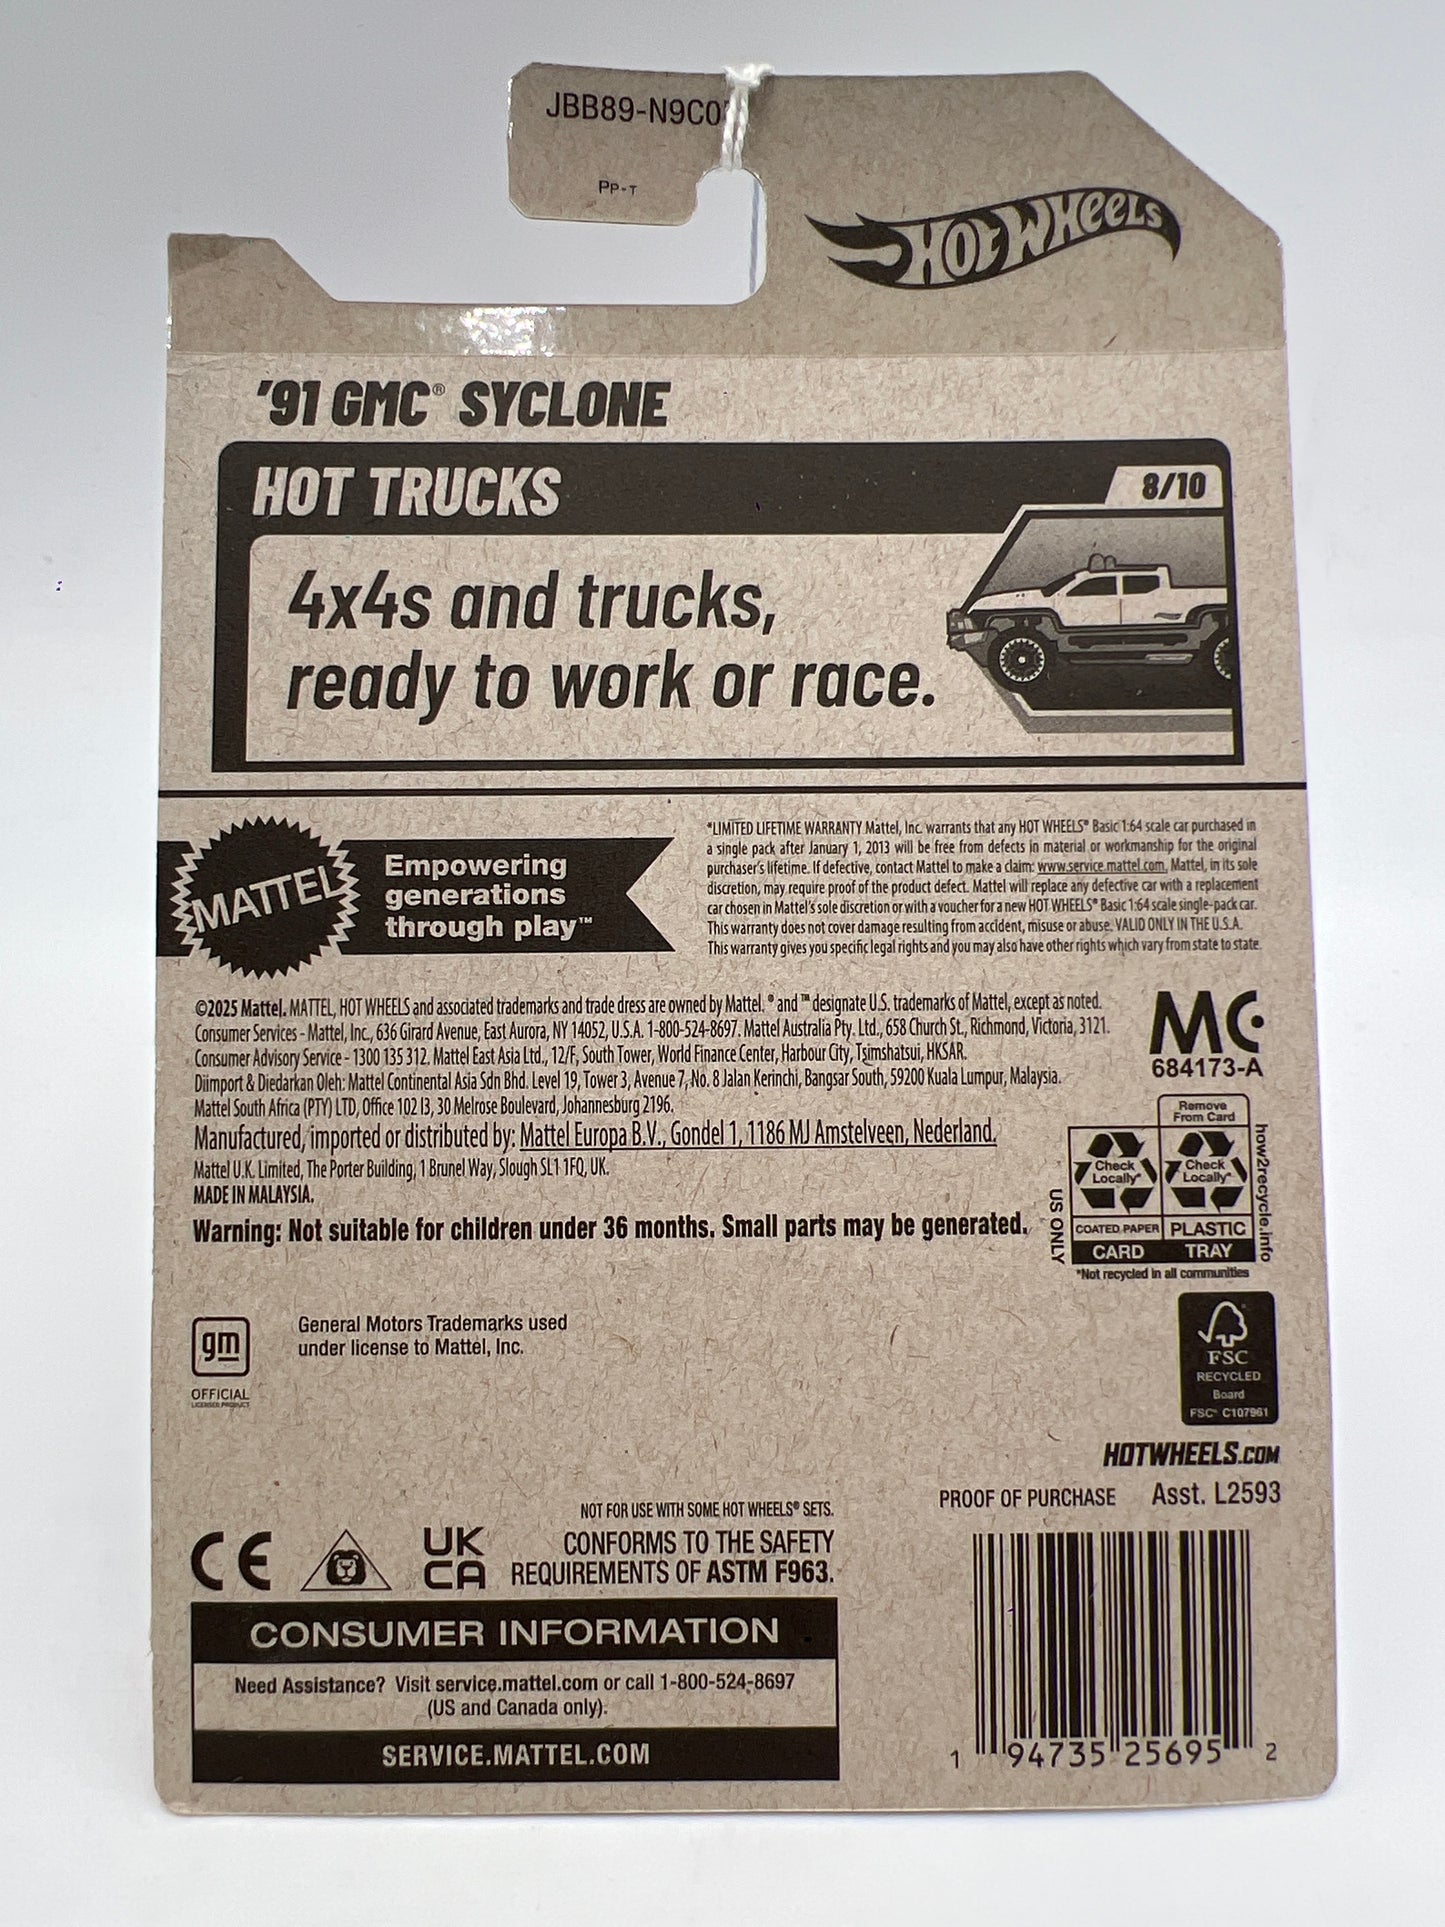 JBB89-N9C0
PP-T
HOT WHEELS
'91 GMC® SYCLONE
HOT TRUCKS
8/10
4x4s and trucks,
ready to work or race.
MATTEL
Empowering
generations
through play™
*LIMITED LIFETIME WARRANTY Mattel, Inc. warrants that any HOT WHEELS® Basic 1:64 scale car purchased in
a single pack after January 1, 2013 will be free from defects in material or workmanship for the original
purchaser's lifetime. If defective, contact Mattel to make a claim: www.service.mattel.com. Mattel, in its sole
discretion, may require proof of the product defect. Mattel will replace any defective car with a replacement
car chosen in Mattel's sole discretion or with a voucher for a new HOT WHEELS® Basic 1:64 scale single-pack car.
This warranty does not cover damage resulting from accident, misuse or abuse. VALID ONLY IN THE U.S.A.
This warranty gives you specific legal rights and you may also have other rights which vary from state to state.
©2025 Mattel. MATTEL, HOT WHEELS and associated trademarks and trade dress are owned by Mattel. ® and ™ designate U.S. trademarks of Mattel, except as noted.
Consumer Services - Mattel, Inc., 636 Girard Avenue, East Aurora, NY 14052, U.S.A. 1-800-524-8697. Mattel Australia Pty. Ltd., 658 Church St., Richmond, Victoria, 3121.
Consumer Advisory Service - 1300 135 312. Mattel East Asia Ltd., 12/F, South Tower, World Finance Center, Harbour City, Tsimshatsui, HKSAR.
Diimport & Diedarkan Oleh: Mattel Continental Asia Sdn Bhd. Level 19, Tower 3, Avenue 7, No. 8 Jalan Kerinchi, Bangsar South, 59200 Kuala Lumpur, Malaysia.
Mattel South Africa (PTY) LTD, Office 102 I3, 30 Melrose Boulevard, Johannesburg 2196.
Manufactured, imported or distributed by: Mattel Europa B.V., Gondel 1, 1186 MJ Amstelveen, Nederland.
Mattel U.K. Limited, The Porter Building, 1 Brunel Way, Slough SL1 1FQ, UK.
MADE IN MALAYSIA.
Warning: Not suitable for children under 36 months. Small parts may be generated.
MC
684173-A
Remove
From Card
Check
Locally*
Check
Locally*
COATED PAPER
PLASTIC
CARD
TRAY
US ONLY
how2recycle.info
*Not recycled in all communities
gm
OFFICIAL
LICENSED PRODUCT
General Motors Trademarks used
under license to Mattel, Inc.
FSC
RECYCLED
Board
FSC® C107961
HOTWHEELS.COM
PROOF OF PURCHASE Asst. L2593
NOT FOR USE WITH SOME HOT WHEELS® SETS.
CE
UK
CA
CONFORMS TO THE SAFETY
REQUIREMENTS OF ASTM F963.
CONSUMER INFORMATION
Need Assistance? Visit service.mattel.com or call 1-800-524-8697
(US and Canada only).
SERVICE.MATTEL.COM
1 94735 25695 2